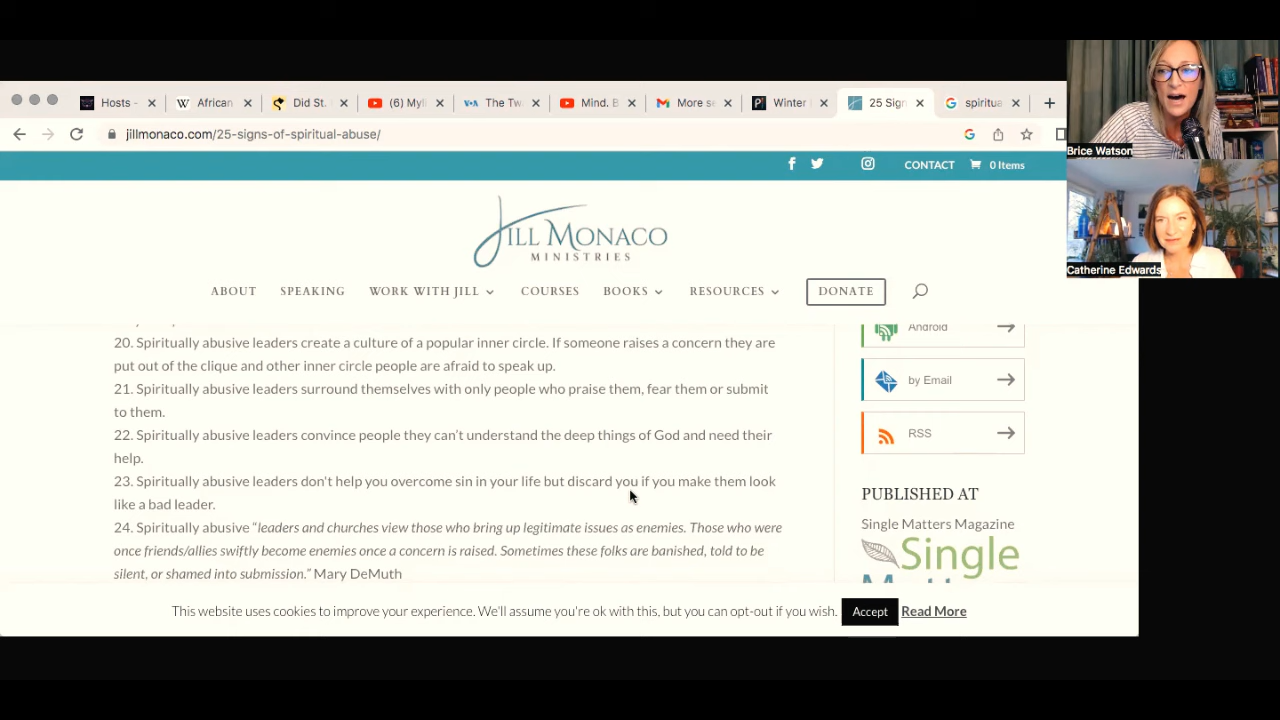 Hosts -
African
Did St.
(6) Myl
The Tw
Mind. B
More se
Winter
25 Sign
spiritua
jillmonaco.com/25-signs-of-spiritual-abuse/
CONTACT
0 Items
JILL MONACO
MINISTRIES
ABOUT
SPEAKING
WORK WITH JILL
COURSES
BOOKS
RESOURCES
DONATE
20. Spiritually abusive leaders create a culture of a popular inner circle. If someone raises a concern they are
put out of the clique and other inner circle people are afraid to speak up.
21. Spiritually abusive leaders surround themselves with only people who praise them, fear them or submit
to them.
22. Spiritually abusive leaders convince people they can’t understand the deep things of God and need their
help.
23. Spiritually abusive leaders don't help you overcome sin in your life but discard you if you make them look
like a bad leader.
24. Spiritually abusive “leaders and churches view those who bring up legitimate issues as enemies. Those who were
once friends/allies swiftly become enemies once a concern is raised. Sometimes these folks are banished, told to be
silent, or shamed into submission.” Mary DeMuth
Android
by Email
RSS
PUBLISHED AT
Single Matters Magazine
Single
This website uses cookies to improve your experience. We'll assume you're ok with this, but you can opt-out if you wish.
Accept
Read More
Brice Watson
Catherine Edwards